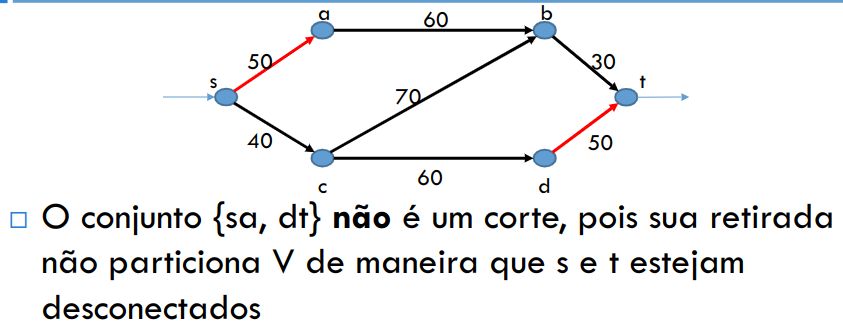 a
60
b
50
30
s
t
70
40
50
c
60
d
O conjunto {sa, dt} não é um corte, pois sua retirada
não particiona V de maneira que s e t estejam
desconectados